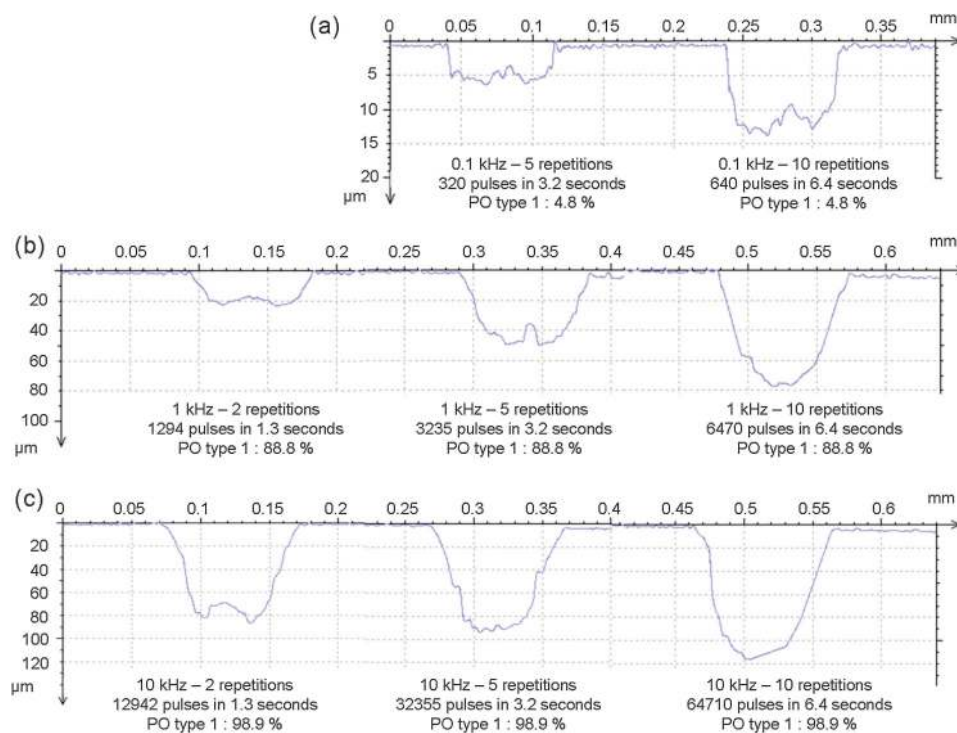 (a)
0 0.05 0.1 0.15 0.2 0.25 0.3 0.35 mm
5
10
15
20
µm
0.1 kHz – 5 repetitions
320 pulses in 3.2 seconds
PO type 1 : 4.8 %
0.1 kHz – 10 repetitions
640 pulses in 6.4 seconds
PO type 1 : 4.8 %
(b)
0 0.05 0.1 0.15 0.2 0.25 0.3 0.35 0.4 0.45 0.5 0.55 0.6 mm
20
40
60
80
100
µm
1 kHz – 2 repetitions
1294 pulses in 1.3 seconds
PO type 1 : 88.8 %
1 kHz – 5 repetitions
3235 pulses in 3.2 seconds
PO type 1 : 88.8 %
1 kHz – 10 repetitions
6470 pulses in 6.4 seconds
PO type 1 : 88.8 %
(c)
0 0.05 0.1 0.15 0.2 0.25 0.3 0.35 0.4 0.45 0.5 0.55 0.6 mm
20
40
60
80
100
120
µm
10 kHz – 2 repetitions
12942 pulses in 1.3 seconds
PO type 1 : 98.9 %
10 kHz – 5 repetitions
32355 pulses in 3.2 seconds
PO type 1 : 98.9 %
10 kHz – 10 repetitions
64710 pulses in 6.4 seconds
PO type 1 : 98.9 %